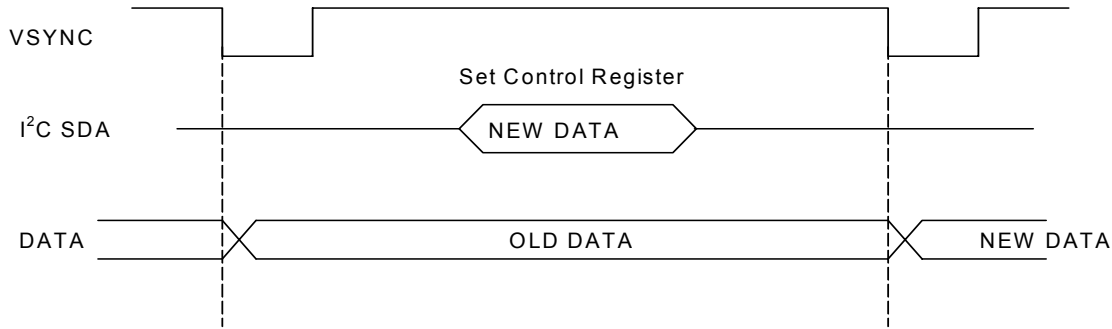 VSYNC
Set Control Register
I²C SDA
NEW DATA
DATA
OLD DATA
NEW DATA